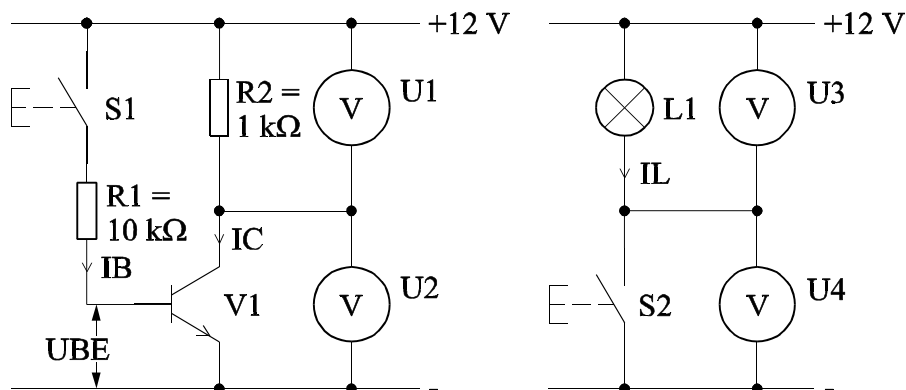 +12 V
S1
R2 =
1 kΩ
V
U1
R1 =
10 kΩ
IC
IB
V1
V
U2
UBE
-
+12 V
L1
V
U3
IL
S2
V
U4
-